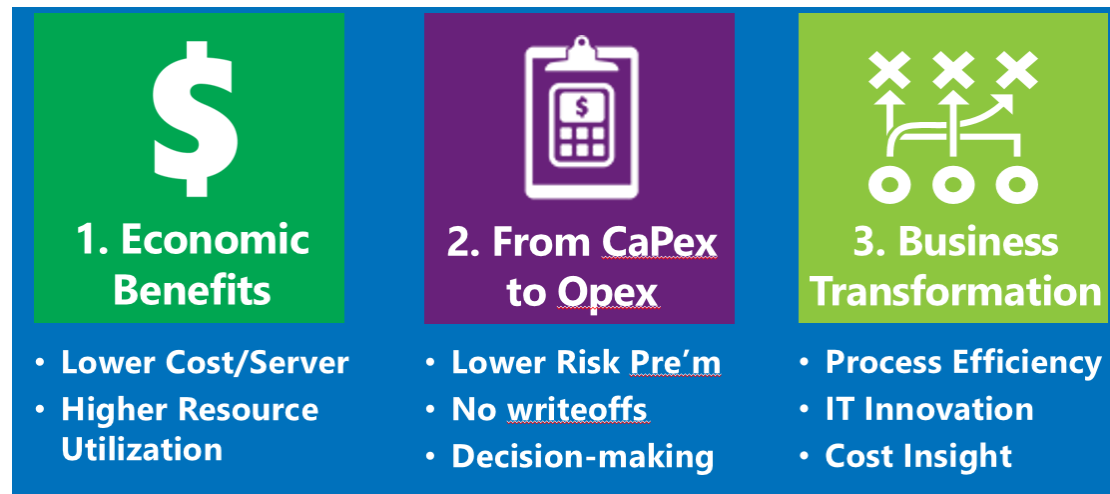 $
1. Economic
Benefits
• Lower Cost/Server
• Higher Resource
Utilization
$
2. From CaPex
to Opex
• Lower Risk Pre’m
• No writeoffs
• Decision-making
3. Business
Transformation
• Process Efficiency
• IT Innovation
• Cost Insight